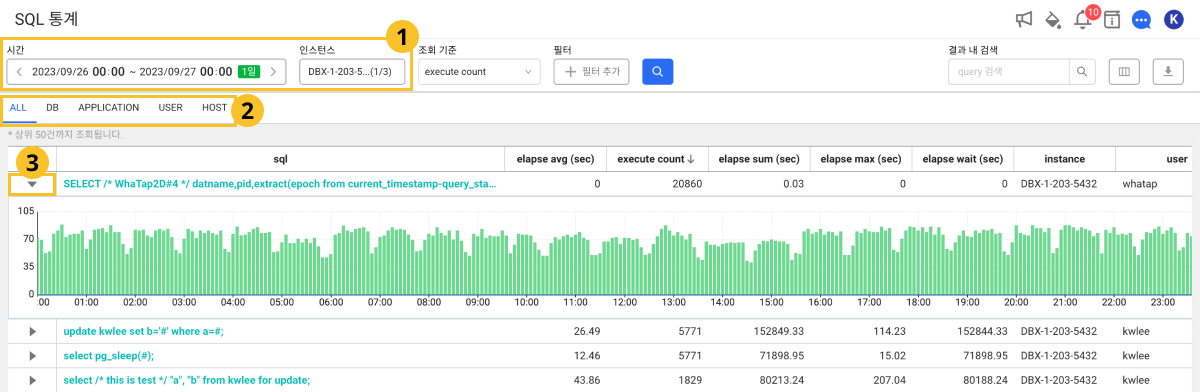 SQL 통계
10
K
1
시간
인스턴스
조회 기준
필터
결과 내 검색
2023/09/26 00:00 ~ 2023/09/27 00:00 1일
DBX-1-203-5...(1/3)
execute count
필터 추가
query 검색
ALL DB APPLICATION USER HOST
2
* 상위 50건까지 조회됩니다.
3
sql elapse avg (sec) execute count elapse sum (sec) elapse max (sec) elapse wait (sec) instance user
SELECT /* WhaTap2D#4 */ datname,pid,extract(epoch from current_timestamp-query_sta... 0 20860 0.03 0 0 DBX-1-203-5432 whatap
105
70
35
0
:00 01:00 02:00 03:00 04:00 05:00 06:00 07:00 08:00 09:00 10:00 11:00 12:00 13:00 14:00 15:00 16:00 17:00 18:00 19:00 20:00 21:00 22:00 23:00
update kwlee set b='#' where a=#; 26.49 5771 152849.33 114.23 152844.33 DBX-1-203-5432 kwlee
select pg_sleep(#); 12.46 5771 71898.95 15.02 71898.95 DBX-1-203-5432 kwlee
select /* this is test */ "a", "b" from kwlee for update; 43.86 1829 80213.24 207.04 80188.24 DBX-1-203-5432 kwlee